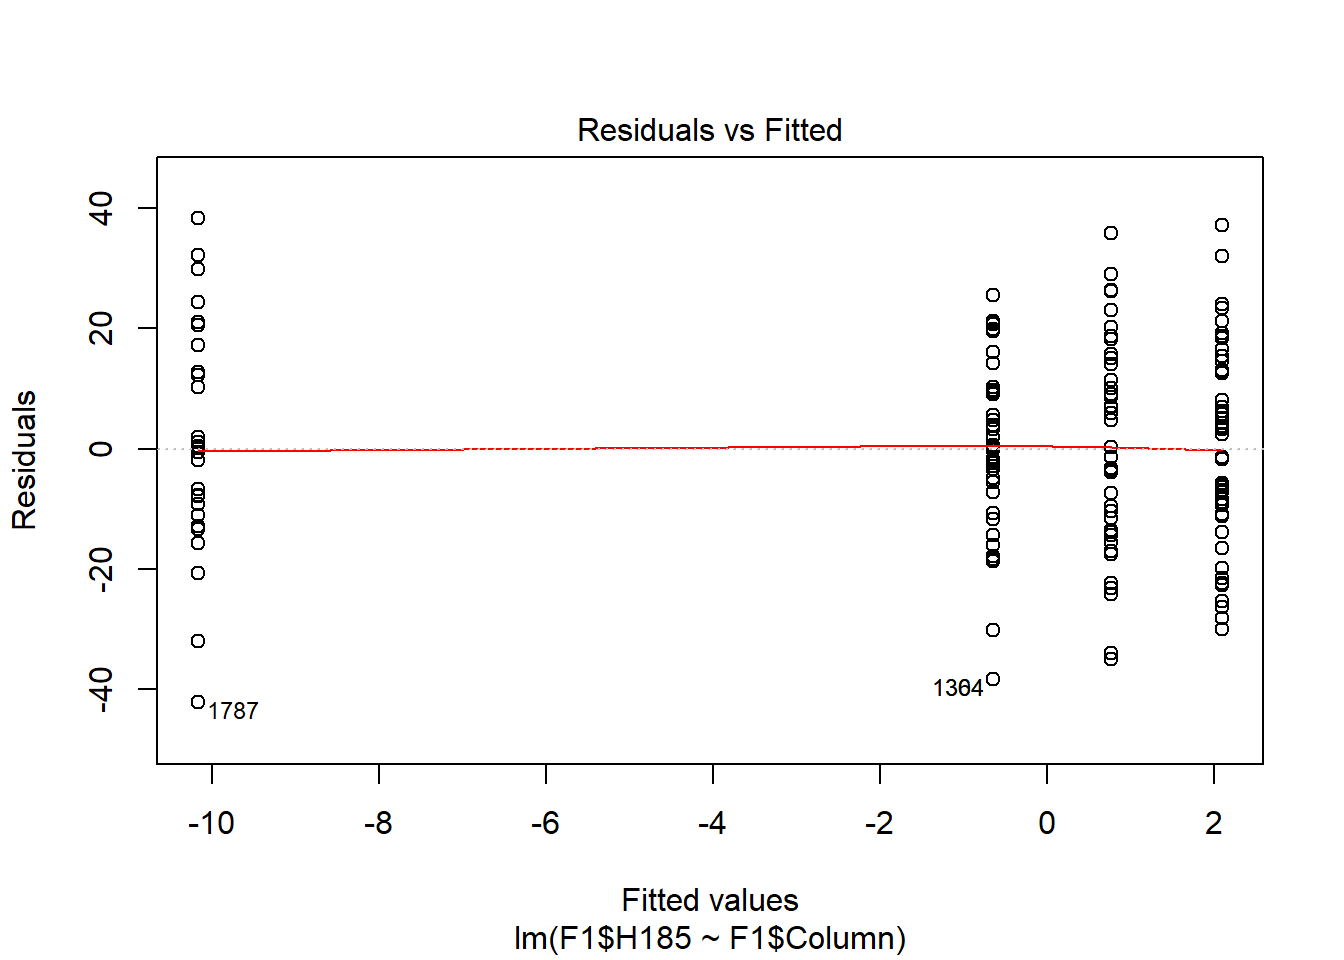 Residuals vs Fitted
Residuals
40
20
0
-20
-40
1787
1364
-10 -8 -6 -4 -2 0 2
Fitted values
lm(F1$H185 ~ F1$Column)